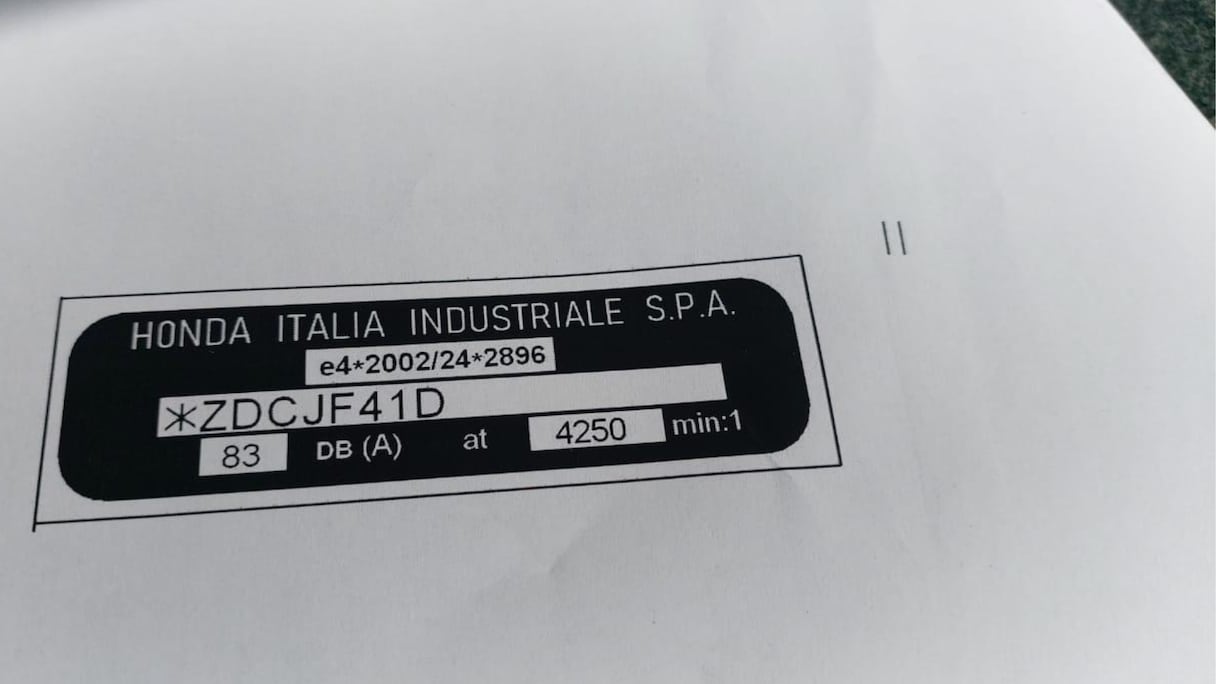 HONDA ITALIA INDUSTRIALE S.P.A.
e4*2002/24*2896
*ZDCJF41D
83 DB (A) at 4250 min:1